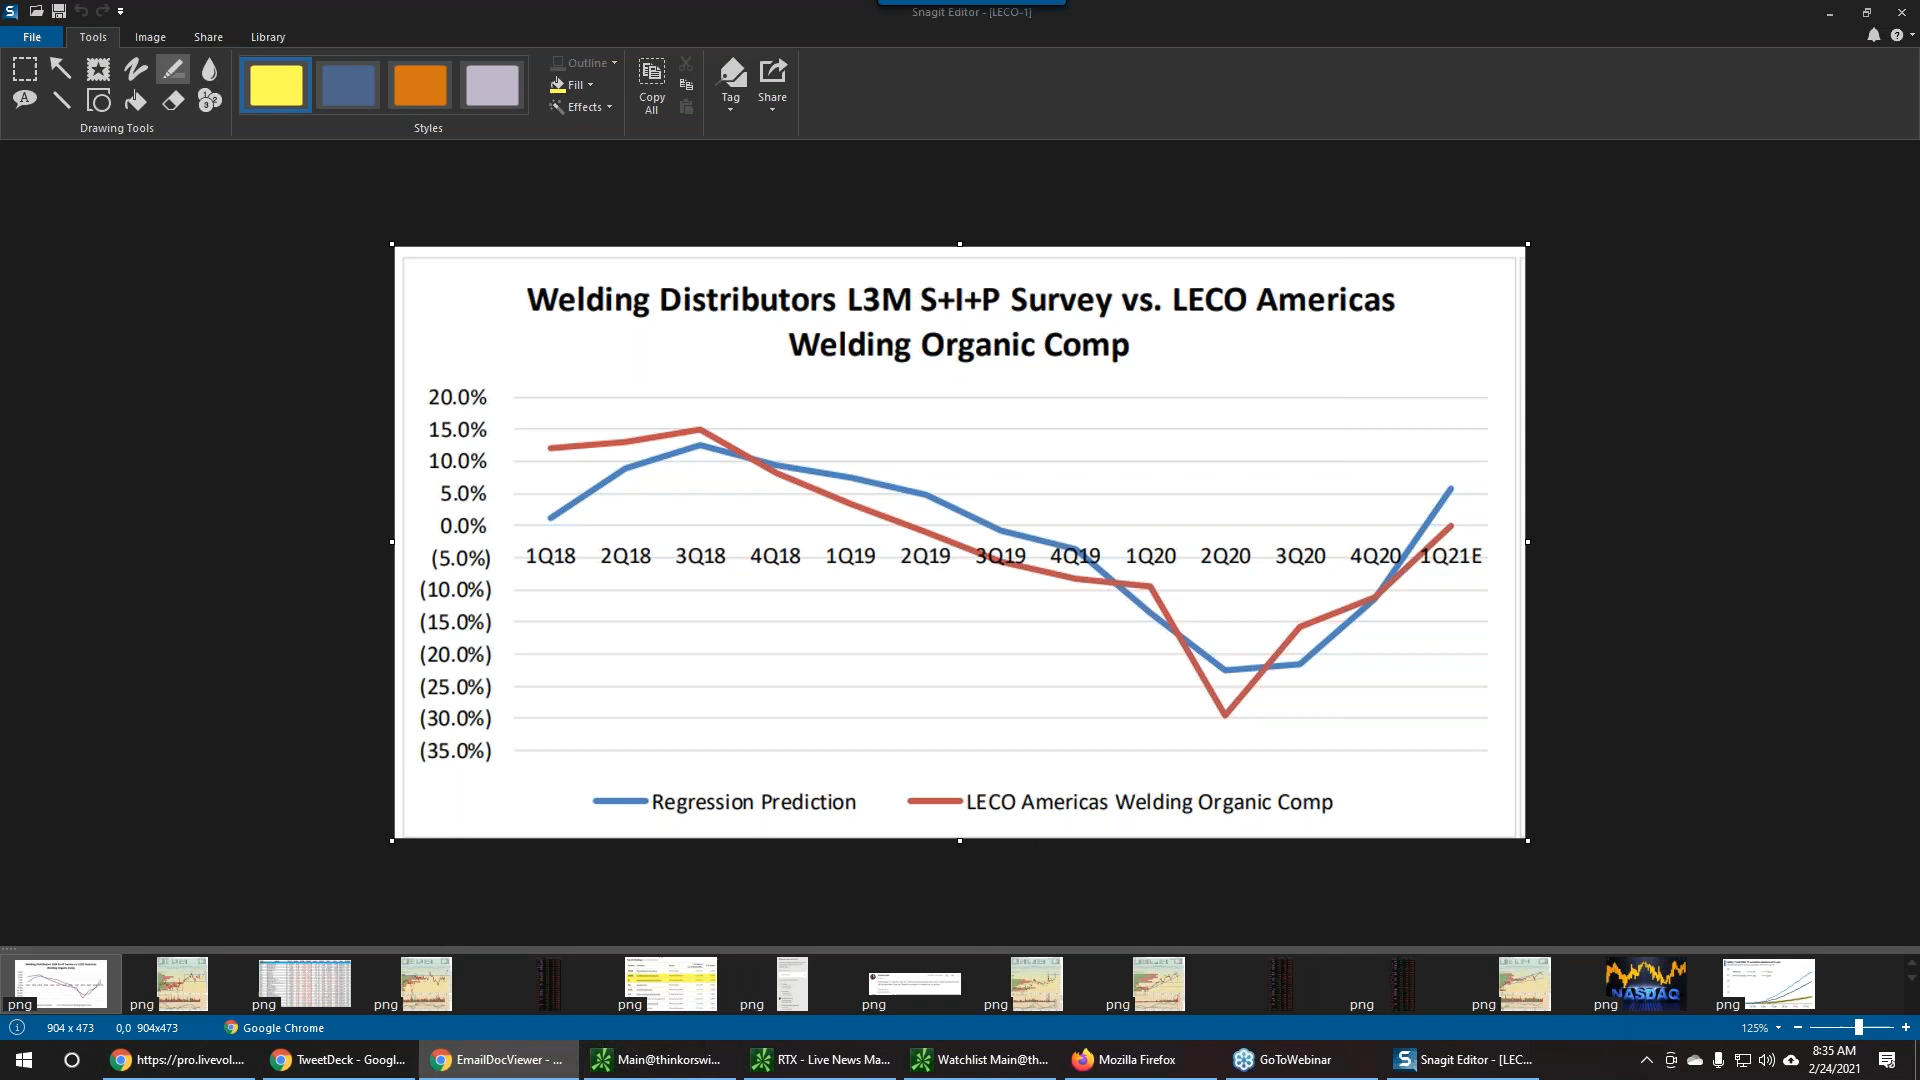 Snagit Editor - [LECO-1]
File
Tools
Image
Share
Library
Outline
Fill
Effects
Copy
All
Tag
Share
Drawing Tools
Styles
Welding Distributors L3M S+I+P Survey vs. LECO Americas
Welding Organic Comp
20.0%
15.0%
10.0%
5.0%
0.0%
(5.0%)
(10.0%)
(15.0%)
(20.0%)
(25.0%)
(30.0%)
(35.0%)
1Q18 2Q18 3Q18 4Q18 1Q19 2Q19 3Q19 4Q19 1Q20 2Q20 3Q20 4Q20 1Q21E
Regression Prediction
LECO Americas Welding Organic Comp
png png png png png png png png png png png png png
NASDAQ
904 x 473
0,0 904x473
Google Chrome
125%
https://pro.livevol....
TweetDeck - Googl...
EmailDocViewer - ...
Main@thinkorswi...
RTX - Live News Ma...
Watchlist Main@th...
Mozilla Firefox
GoToWebinar
Snagit Editor - [LEC...
8:35 AM
2/24/2021